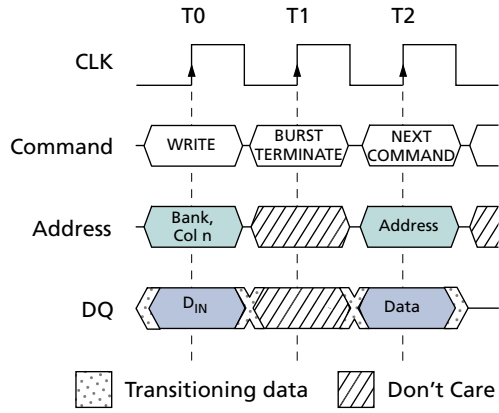 T0 T1 T2
CLK
Command WRITE BURST TERMINATE NEXT COMMAND
Address Bank, Col n Address
DQ DIN Data
Transitioning data Don't Care